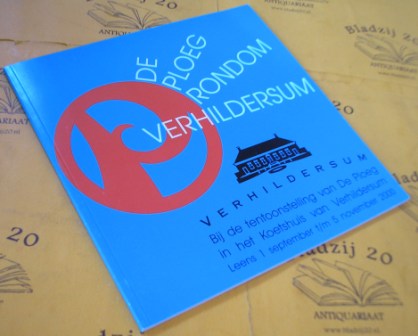 DE
PLOEG
RONDOM
VERHILDERSUM
VERHILDERSUM
Bij de tentoonstelling van De Ploeg
in het Koetshuis van Verhildersum
Leens 1 september t/m 5 november
Bladzij 20
ANTIQUARIAAT
Bladzij 20
ANTIQUARIAAT
Bladzij 20
ANTIQUARIAAT